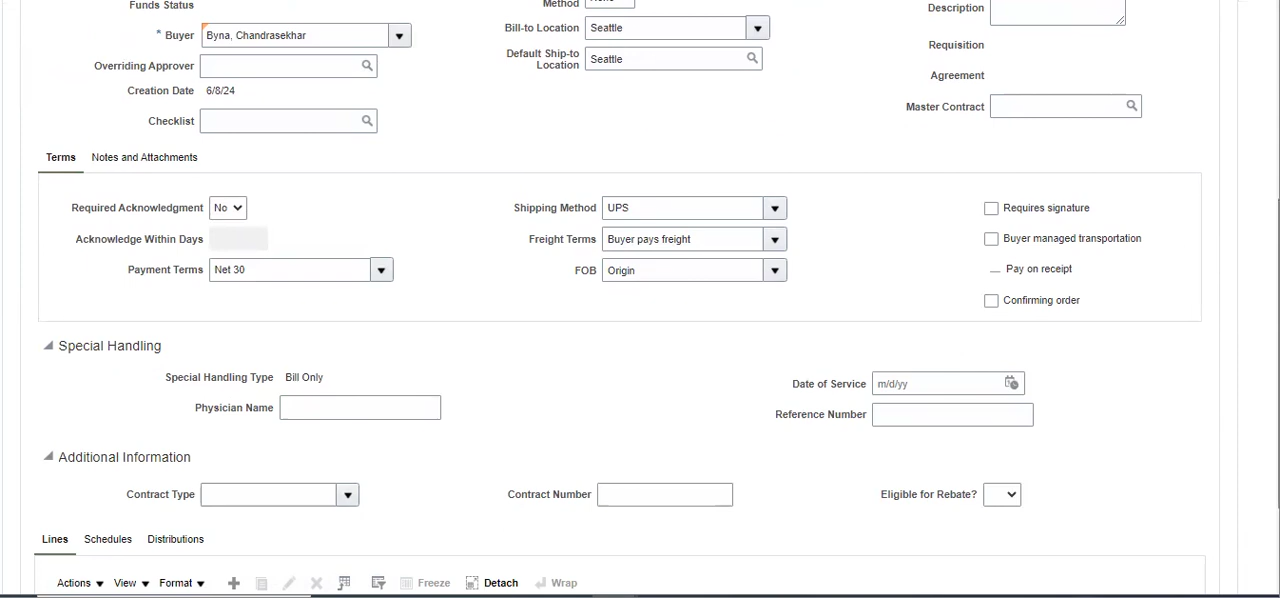 Funds Status
Method
Description
* Buyer Byna, Chandrasekhar
Bill-to Location Seattle
Requisition
Overriding Approver
Default Ship-to Location Seattle
Agreement
Creation Date 6/8/24
Master Contract
Checklist
Terms Notes and Attachments
Required Acknowledgment No
Shipping Method UPS
Requires signature
Acknowledge Within Days
Freight Terms Buyer pays freight
Buyer managed transportation
Payment Terms Net 30
FOB Origin
Pay on receipt
Confirming order
Special Handling
Special Handling Type Bill Only
Date of Service m/d/yy
Physician Name
Reference Number
Additional Information
Contract Type
Contract Number
Eligible for Rebate?
Lines Schedules Distributions
Actions View Format Freeze Detach Wrap